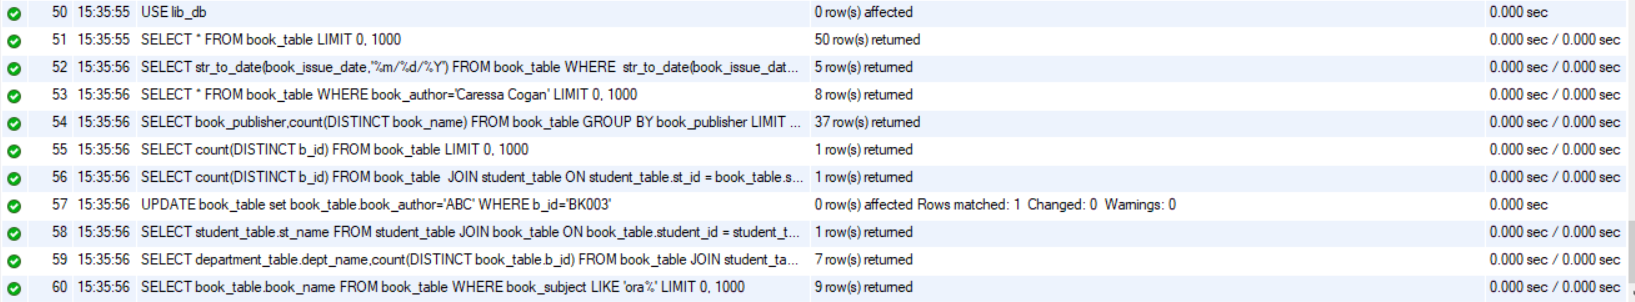 50 15:35:55 USE lib_db 0 row(s) affected 0.000 sec
51 15:35:55 SELECT * FROM book_table LIMIT 0, 1000 50 row(s) returned 0.000 sec / 0.000 sec
52 15:35:56 SELECT str_to_date(book_issue_date,"%m/%d/%Y") FROM book_table WHERE  str_to_date(book_issue_dat... 5 row(s) returned 0.000 sec / 0.000 sec
53 15:35:56 SELECT * FROM book_table WHERE book_author='Caressa Cogan' LIMIT 0, 1000 8 row(s) returned 0.000 sec / 0.000 sec
54 15:35:56 SELECT book_publisher,count(DISTINCT book_name) FROM book_table GROUP BY book_publisher LIMIT ... 37 row(s) returned 0.000 sec / 0.000 sec
55 15:35:56 SELECT count(DISTINCT b_id) FROM book_table LIMIT 0, 1000 1 row(s) returned 0.000 sec / 0.000 sec
56 15:35:56 SELECT count(DISTINCT b_id) FROM book_table  JOIN student_table ON student_table.st_id = book_table.s... 1 row(s) returned 0.000 sec / 0.000 sec
57 15:35:56 UPDATE book_table set book_table.book_author='ABC' WHERE b_id='BK003' 0 row(s) affected Rows matched: 1  Changed: 0  Warnings: 0 0.000 sec
58 15:35:56 SELECT student_table.st_name FROM student_table JOIN book_table ON book_table.student_id = student_t... 1 row(s) returned 0.000 sec / 0.000 sec
59 15:35:56 SELECT department_table.dept_name,count(DISTINCT book_table.b_id) FROM book_table JOIN student_ta... 7 row(s) returned 0.000 sec / 0.000 sec
60 15:35:56 SELECT book_table.book_name FROM book_table WHERE book_subject LIKE 'ora%' LIMIT 0, 1000 9 row(s) returned 0.000 sec / 0.000 sec